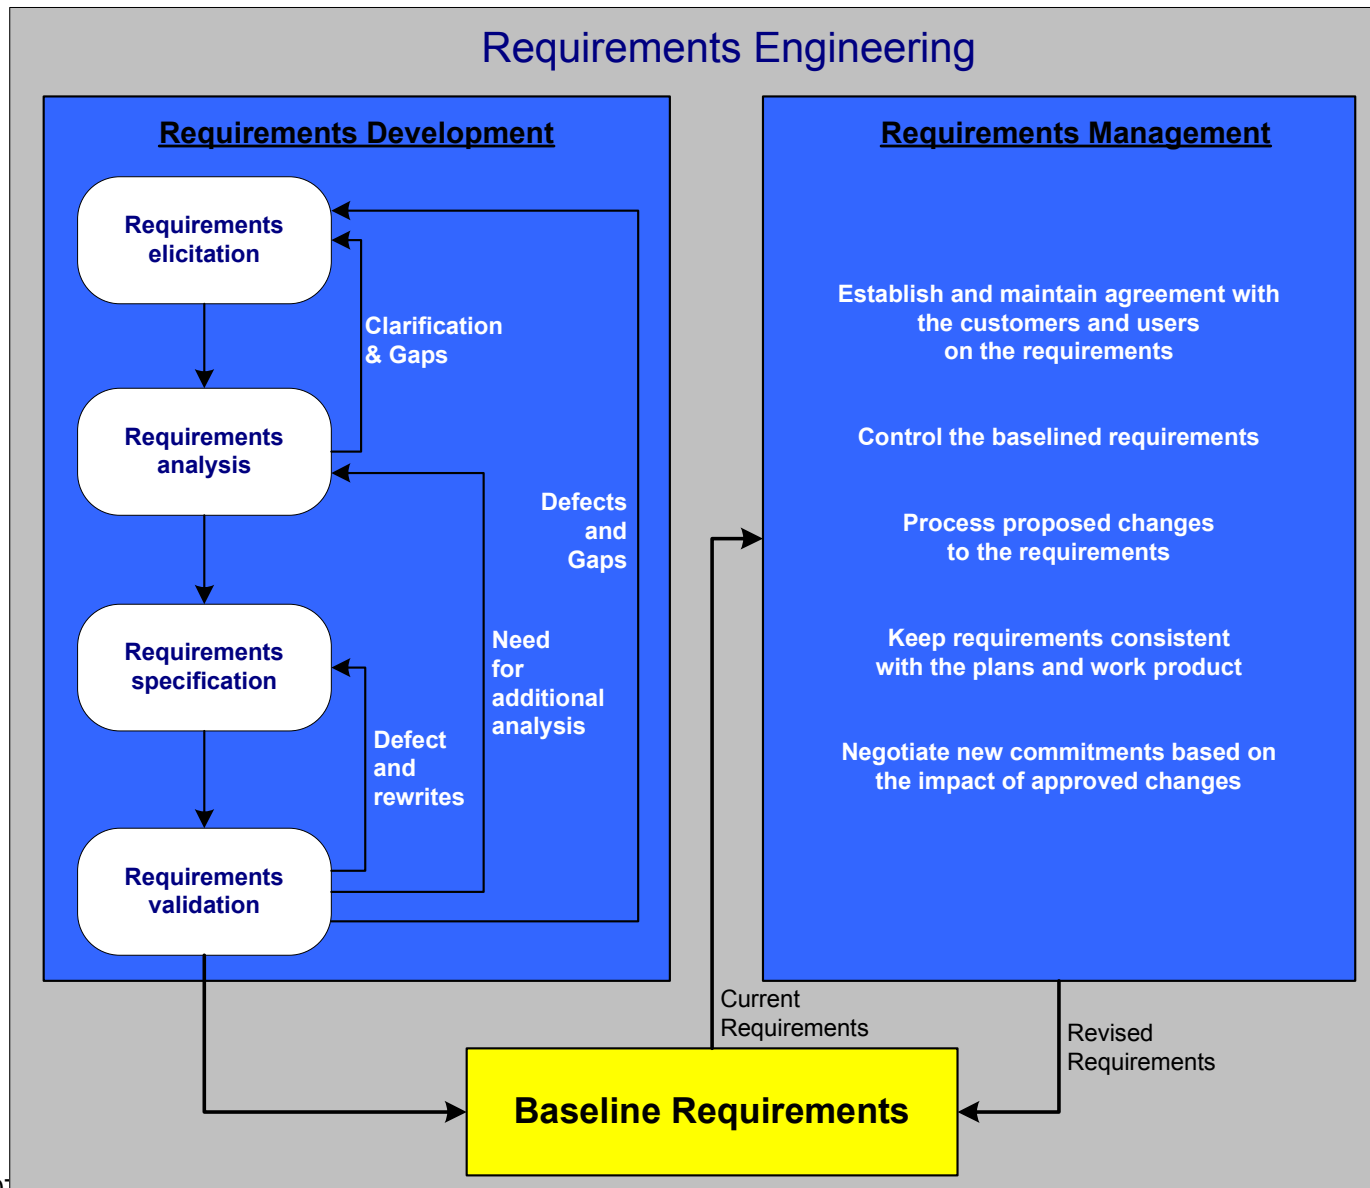 Requirements Engineering
Requirements Development
Requirements
elicitation
Clarification
& Gaps
Requirements
analysis
Defects
and
Gaps
Requirements
specification
Need
for
additional
analysis
Defect
and
rewrites
Requirements
validation
Requirements Management
Establish and maintain agreement with
the customers and users
on the requirements
Control the baselined requirements
Process proposed changes
to the requirements
Keep requirements consistent
with the plans and work product
Negotiate new commitments based on
the impact of approved changes
Current
Requirements
Revised
Requirements
Baseline Requirements